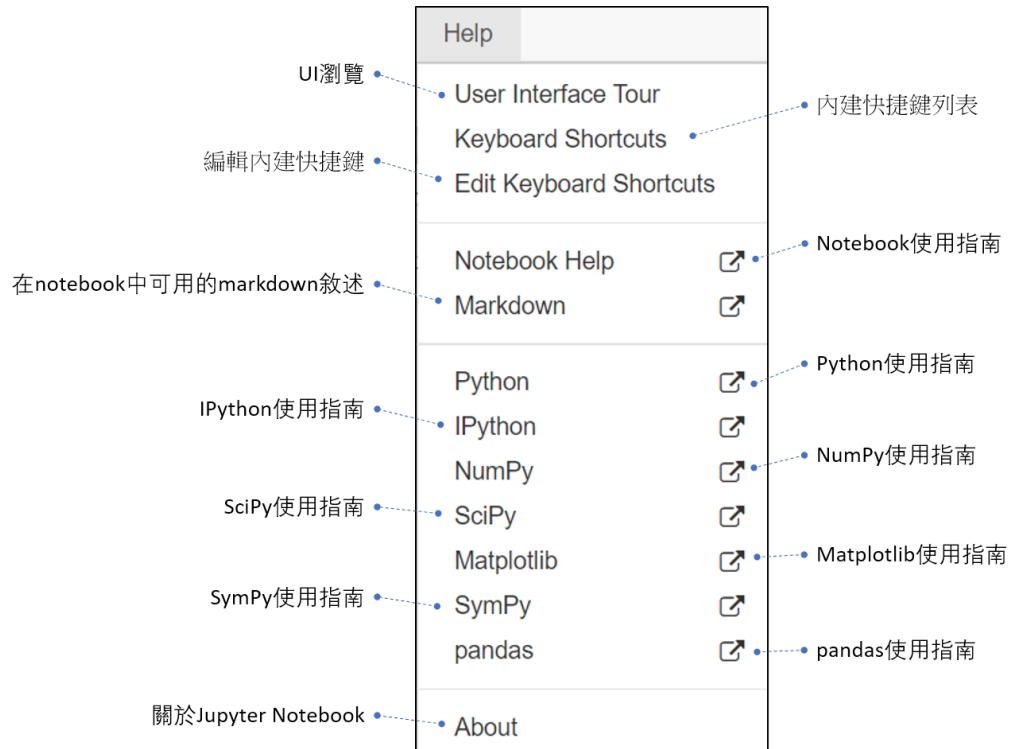 Help
UI瀏覽
User Interface Tour
內建快捷鍵列表
Keyboard Shortcuts
編輯內建快捷鍵
Edit Keyboard Shortcuts
Notebook使用指南
Notebook Help
在notebook中可用的markdown敘述
Markdown
Python使用指南
Python
IPython使用指南
IPython
NumPy使用指南
NumPy
SciPy使用指南
SciPy
Matplotlib使用指南
Matplotlib
SymPy使用指南
SymPy
pandas使用指南
pandas
關於Jupyter Notebook
About